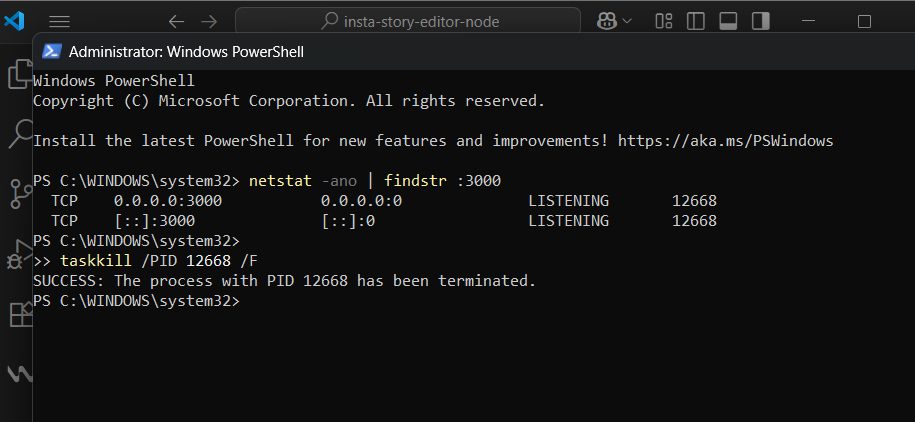 insta-story-editor-node
Administrator: Windows PowerShell
Windows PowerShell
Copyright (C) Microsoft Corporation. All rights reserved.
Install the latest PowerShell for new features and improvements! https://aka.ms/PSWindows
PS C:\WINDOWS\system32> netstat -ano | findstr :3000
  TCP    0.0.0.0:3000           0.0.0.0:0              LISTENING       12668
  TCP    [::]:3000              [::]:0                 LISTENING       12668
PS C:\WINDOWS\system32>
>> taskkill /PID 12668 /F
SUCCESS: The process with PID 12668 has been terminated.
PS C:\WINDOWS\system32>